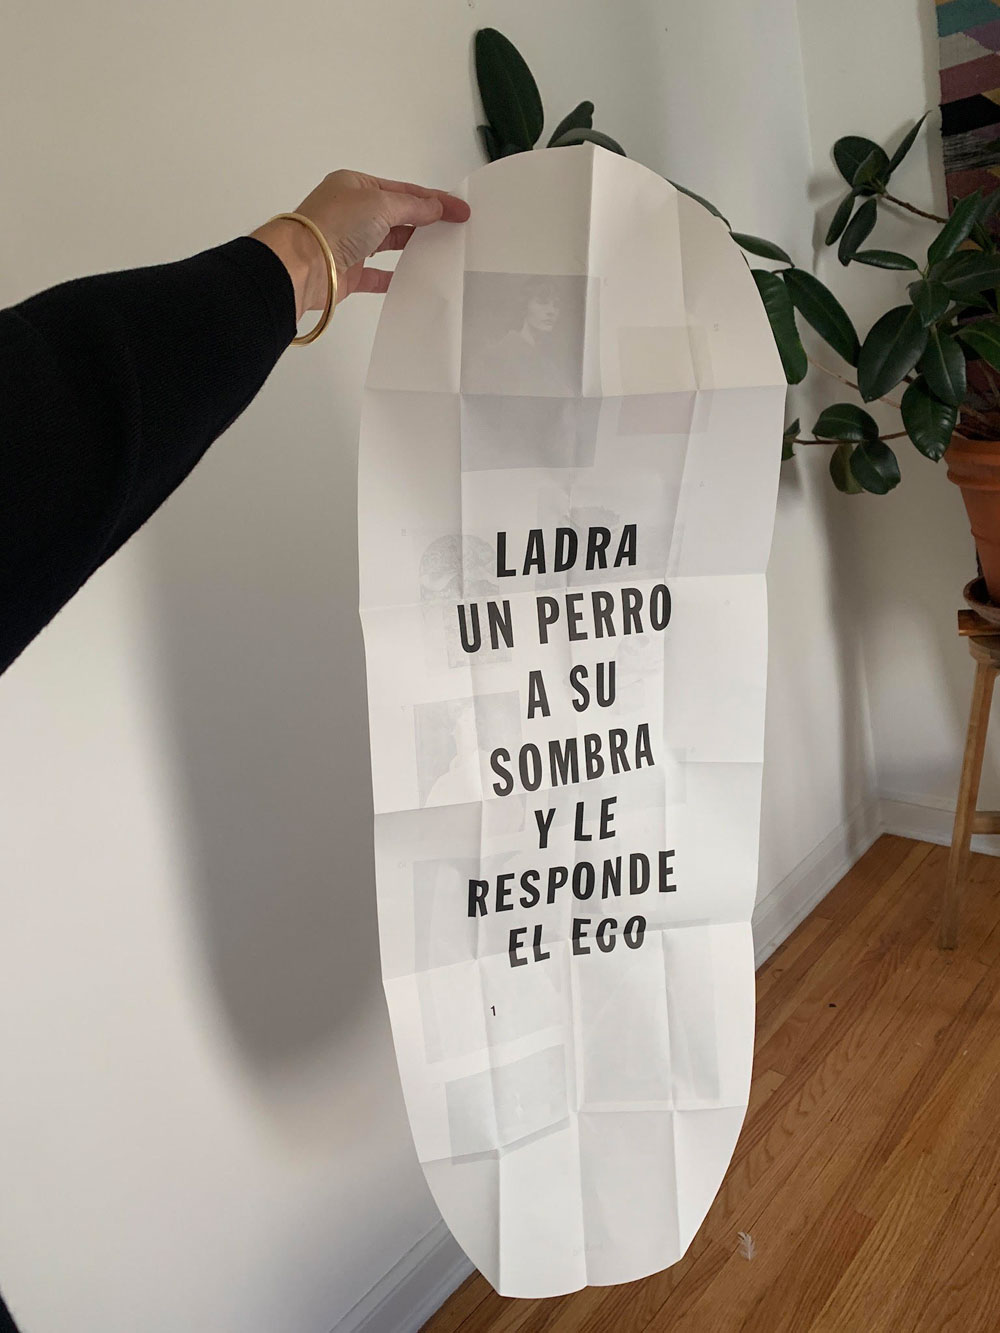 LADRA
UN PERRO
A SU
SOMBRA
Y LE
RESPONDE
EL ECO
1